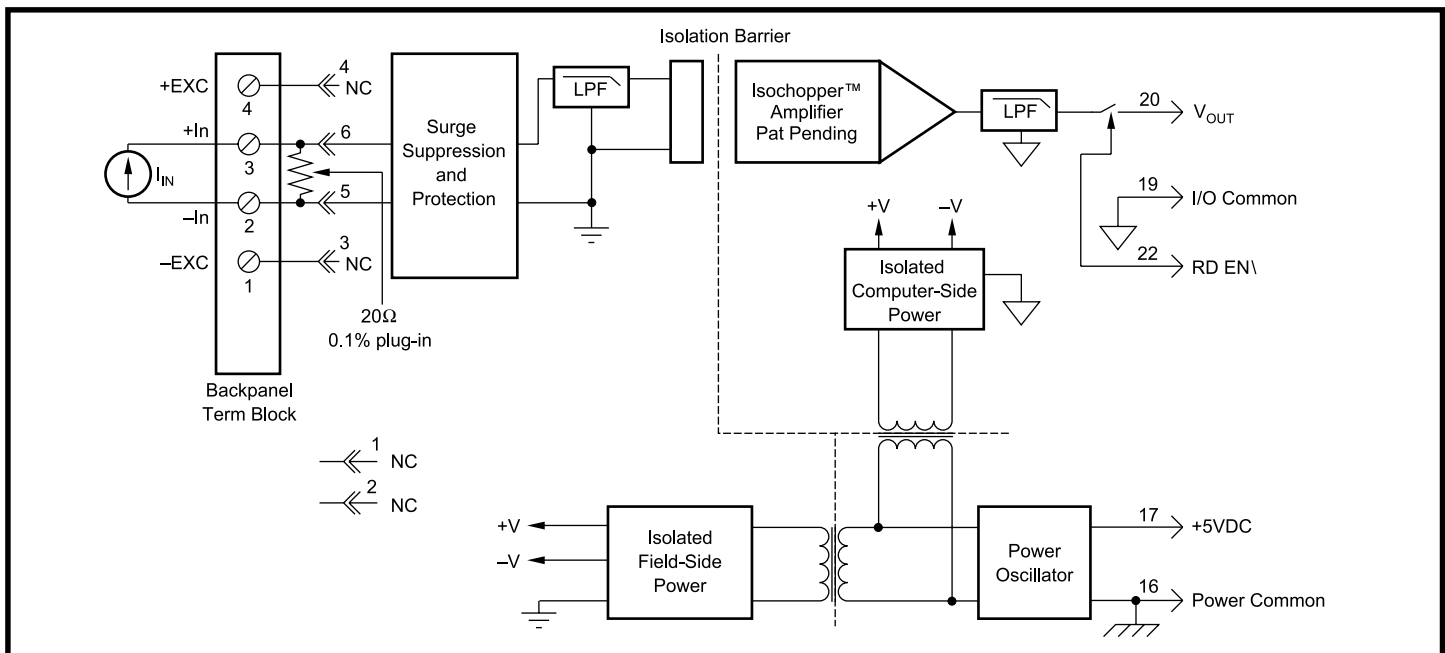 Isolation Barrier
+EXC
4
4
NC
+In
3
6
I_IN
–In
2
5
–EXC
1
3
NC
20Ω
0.1% plug-in
Backpanel
Term Block
Surge
Suppression
and
Protection
LPF
Isochopper™
Amplifier
Pat Pending
LPF
20
V_OUT
19
I/O Common
22
RD EN\
+V
–V
Isolated
Computer-Side
Power
1
NC
2
NC
+V
–V
Isolated
Field-Side
Power
Power
Oscillator
17
+5VDC
16
Power Common